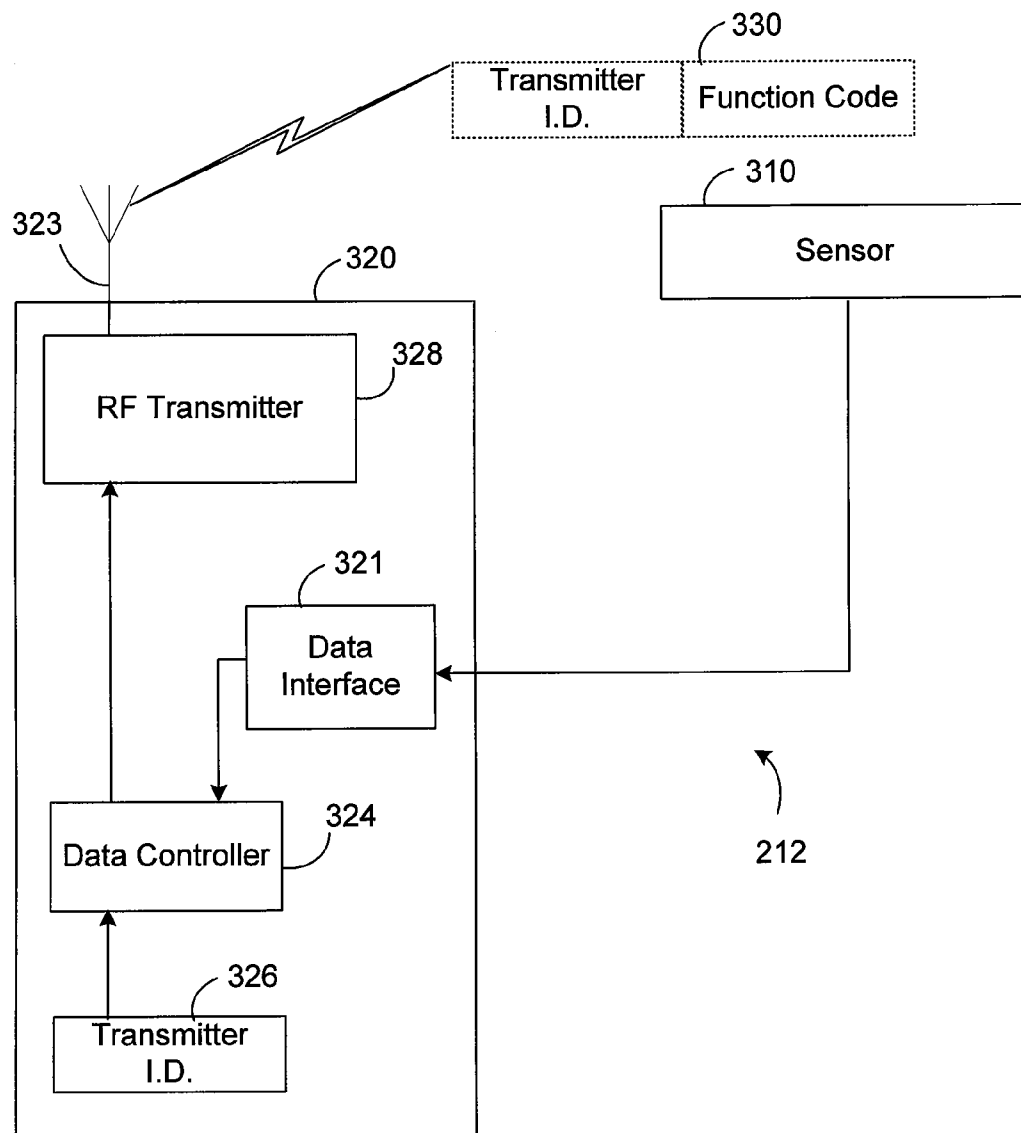 330
Transmitter
I.D.
Function Code
310
Sensor
323
320
RF Transmitter
328
321
Data
Interface
Data Controller
324
212
326
Transmitter
I.D.